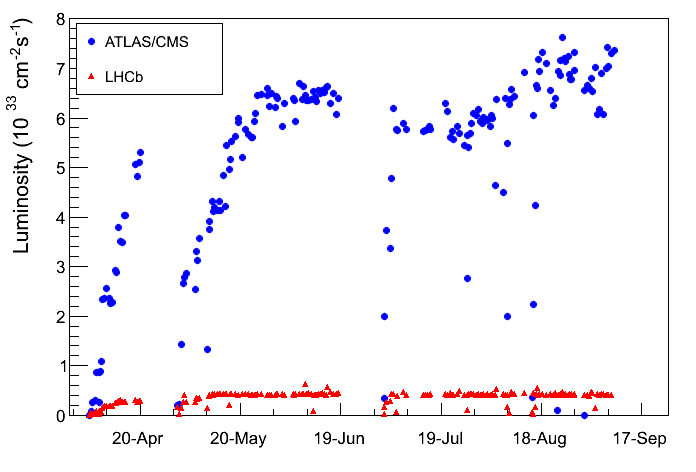 Luminosity (10 33 cm-2s-1)
8
7
6
5
4
3
2
1
0
ATLAS/CMS
LHCb
20-Apr
20-May
19-Jun
19-Jul
18-Aug
17-Sep